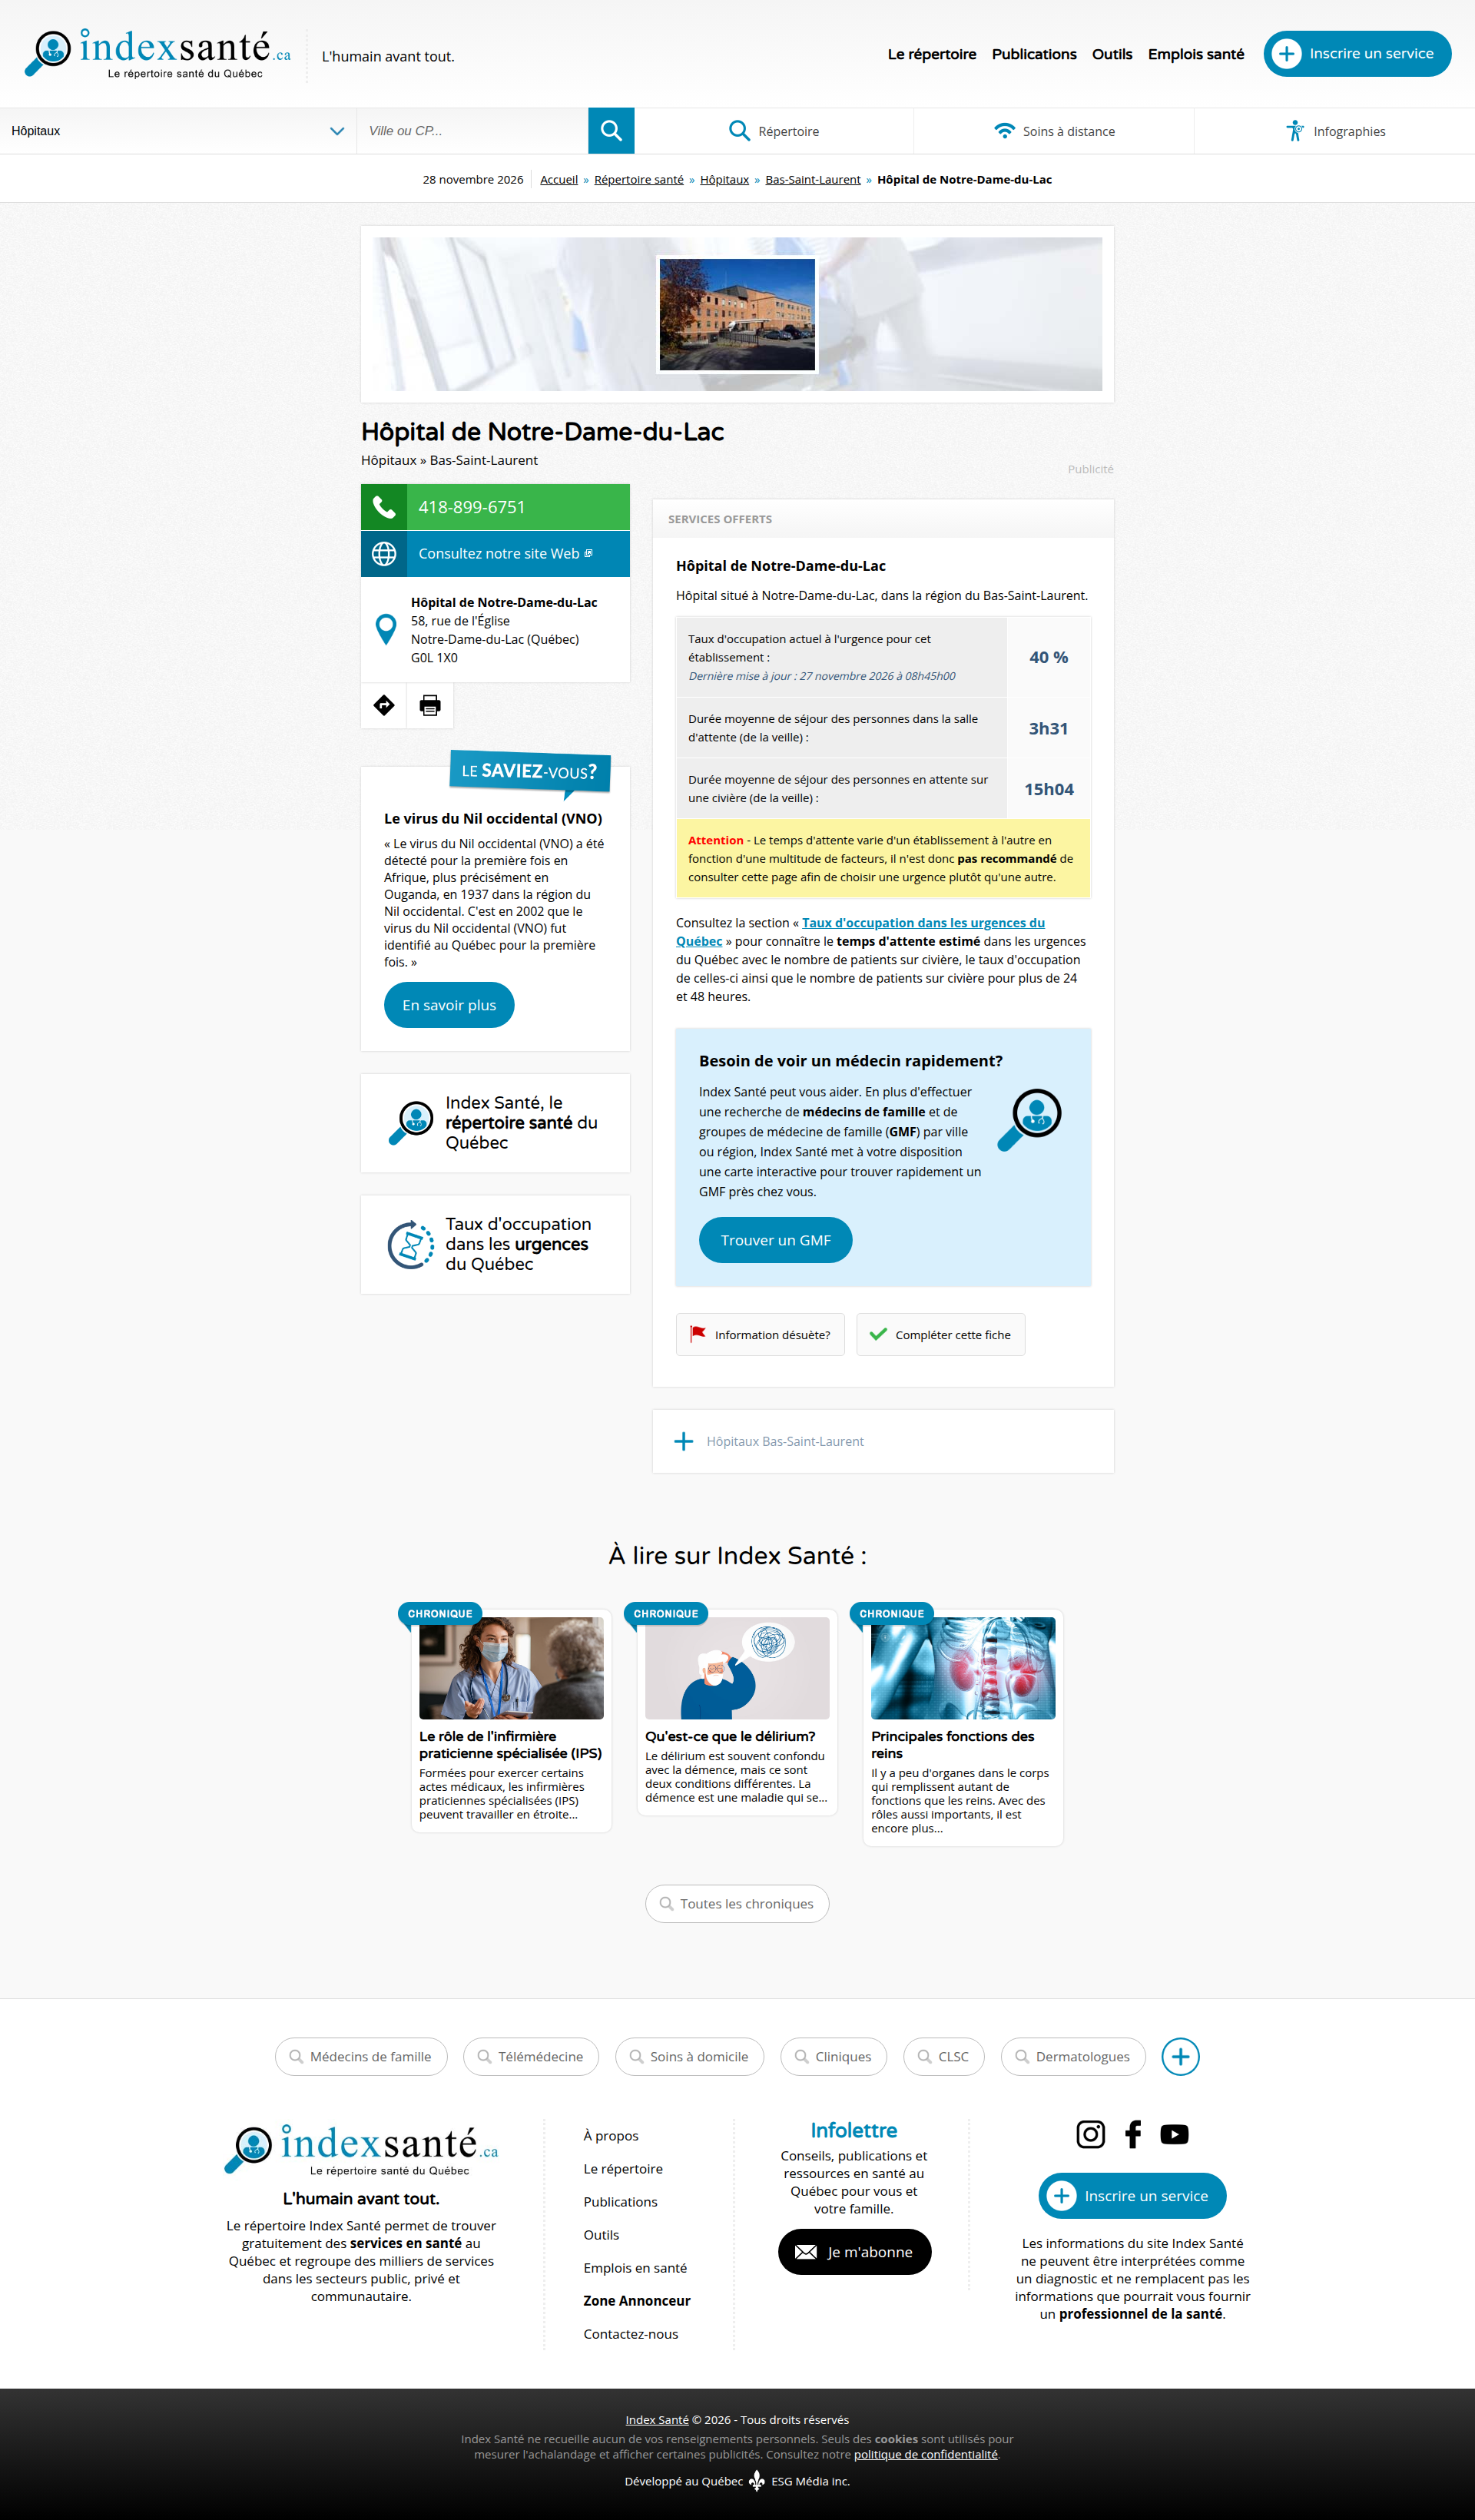 indexsanté.ca
Le répertoire santé du Québec
L'humain avant tout.
Le répertoire
Publications
Outils
Emplois santé
Inscrire un service
Hôpitaux
Ville ou CP...
Répertoire
Soins à distance
Infographies
28 novembre 2026 Accueil » Répertoire santé » Hôpitaux » Bas-Saint-Laurent » Hôpital de Notre-Dame-du-Lac
Hôpital de Notre-Dame-du-Lac
Hôpitaux » Bas-Saint-Laurent
Publicité
418-899-6751
Consultez notre site Web
Hôpital de Notre-Dame-du-Lac
58, rue de l'Église
Notre-Dame-du-Lac (Québec)
G0L 1X0
LE SAVIEZ-VOUS?
Le virus du Nil occidental (VNO)
« Le virus du Nil occidental (VNO) a été
détecté pour la première fois en
Afrique, plus précisément en
Ouganda, en 1937 dans la région du
Nil occidental. C'est en 2002 que le
virus du Nil occidental (VNO) fut
identifié au Québec pour la première
fois. »
En savoir plus
Index Santé, le
répertoire santé du
Québec
Taux d'occupation
dans les urgences
du Québec
SERVICES OFFERTS
Hôpital de Notre-Dame-du-Lac
Hôpital situé à Notre-Dame-du-Lac, dans la région du Bas-Saint-Laurent.
Taux d'occupation actuel à l'urgence pour cet
établissement :
Dernière mise à jour : 27 novembre 2026 à 08h45h00
40 %
Durée moyenne de séjour des personnes dans la salle
d'attente (de la veille) :
3h31
Durée moyenne de séjour des personnes en attente sur
une civière (de la veille) :
15h04
Attention - Le temps d'attente varie d'un établissement à l'autre en
fonction d'une multitude de facteurs, il n'est donc pas recommandé de
consulter cette page afin de choisir une urgence plutôt qu'une autre.
Consultez la section « Taux d'occupation dans les urgences du
Québec » pour connaître le temps d'attente estimé dans les urgences
du Québec avec le nombre de patients sur civière, le taux d'occupation
de celles-ci ainsi que le nombre de patients sur civière pour plus de 24
et 48 heures.
Besoin de voir un médecin rapidement?
Index Santé peut vous aider. En plus d'effectuer
une recherche de médecins de famille et de
groupes de médecine de famille (GMF) par ville
ou région, Index Santé met à votre disposition
une carte interactive pour trouver rapidement un
GMF près chez vous.
Trouver un GMF
Information désuète?
Compléter cette fiche
Hôpitaux Bas-Saint-Laurent
À lire sur Index Santé :
CHRONIQUE
Le rôle de l'infirmière
praticienne spécialisée (IPS)
Formées pour exercer certains
actes médicaux, les infirmières
praticiennes spécialisées (IPS)
peuvent travailler en étroite...
CHRONIQUE
Qu'est-ce que le délirium?
Le délirium est souvent confondu
avec la démence, mais ce sont
deux conditions différentes. La
démence est une maladie qui se...
CHRONIQUE
Principales fonctions des
reins
Il y a peu d'organes dans le corps
qui remplissent autant de
fonctions que les reins. Avec des
rôles aussi importants, il est
encore plus...
Toutes les chroniques
Médecins de famille
Télémédecine
Soins à domicile
Cliniques
CLSC
Dermatologues
indexsanté.ca
Le répertoire santé du Québec
L'humain avant tout.
Le répertoire Index Santé permet de trouver
gratuitement des services en santé au
Québec et regroupe des milliers de services
dans les secteurs public, privé et
communautaire.
À propos
Le répertoire
Publications
Outils
Emplois en santé
Zone Annonceur
Contactez-nous
Infolettre
Conseils, publications et
ressources en santé au
Québec pour vous et
votre famille.
Je m'abonne
Inscrire un service
Les informations du site Index Santé
ne peuvent être interprétées comme
un diagnostic et ne remplacent pas les
informations que pourrait vous fournir
un professionnel de la santé.
Index Santé © 2026 - Tous droits réservés
Index Santé ne recueille aucun de vos renseignements personnels. Seuls des cookies sont utilisés pour
mesurer l'achalandage et afficher certaines publicités. Consultez notre politique de confidentialité.
Développé au Québec ESG Média inc.